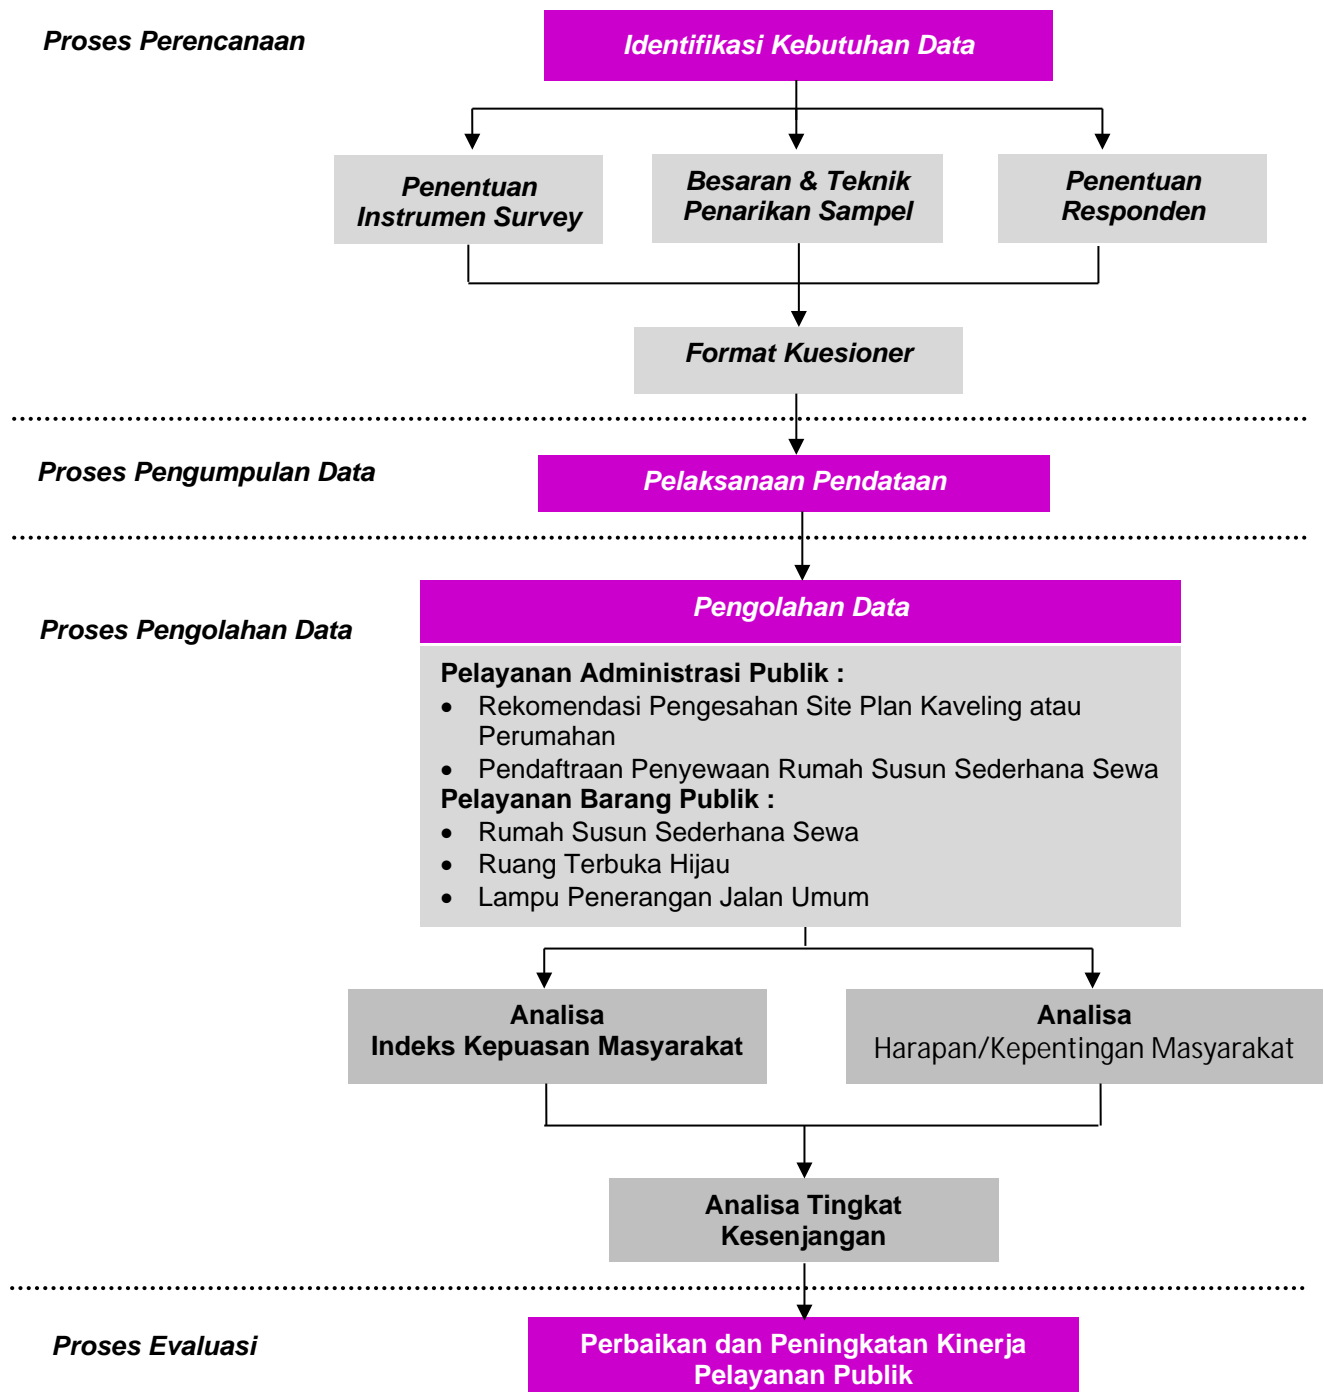 Proses Perencanaan
Identifikasi Kebutuhan Data
Penentuan
Instrumen Survey
Besaran & Teknik
Penarikan Sampel
Penentuan
Responden
Format Kuesioner
Proses Pengumpulan Data
Pelaksanaan Pendataan
Proses Pengolahan Data
Pengolahan Data
Pelayanan Administrasi Publik :
• Rekomendasi Pengesahan Site Plan Kaveling atau
Perumahan
• Pendaftraan Penyewaan Rumah Susun Sederhana Sewa
Pelayanan Barang Publik :
• Rumah Susun Sederhana Sewa
• Ruang Terbuka Hijau
• Lampu Penerangan Jalan Umum
Analisa
Indeks Kepuasan Masyarakat
Analisa
Harapan/Kepentingan Masyarakat
Analisa Tingkat
Kesenjangan
Proses Evaluasi
Perbaikan dan Peningkatan Kinerja
Pelayanan Publik